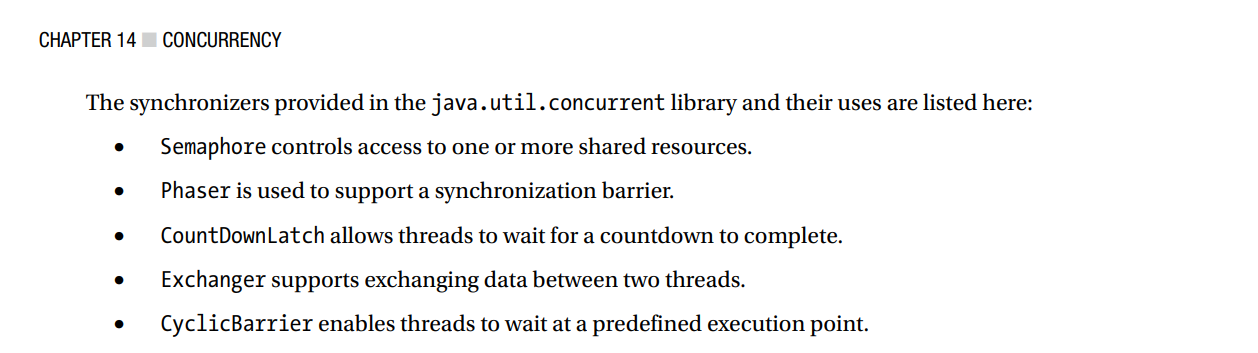 CHAPTER 14 ■ CONCURRENCY
The synchronizers provided in the java.util.concurrent library and their uses are listed here:
• Semaphore controls access to one or more shared resources.
• Phaser is used to support a synchronization barrier.
• CountDownLatch allows threads to wait for a countdown to complete.
• Exchanger supports exchanging data between two threads.
• CyclicBarrier enables threads to wait at a predefined execution point.